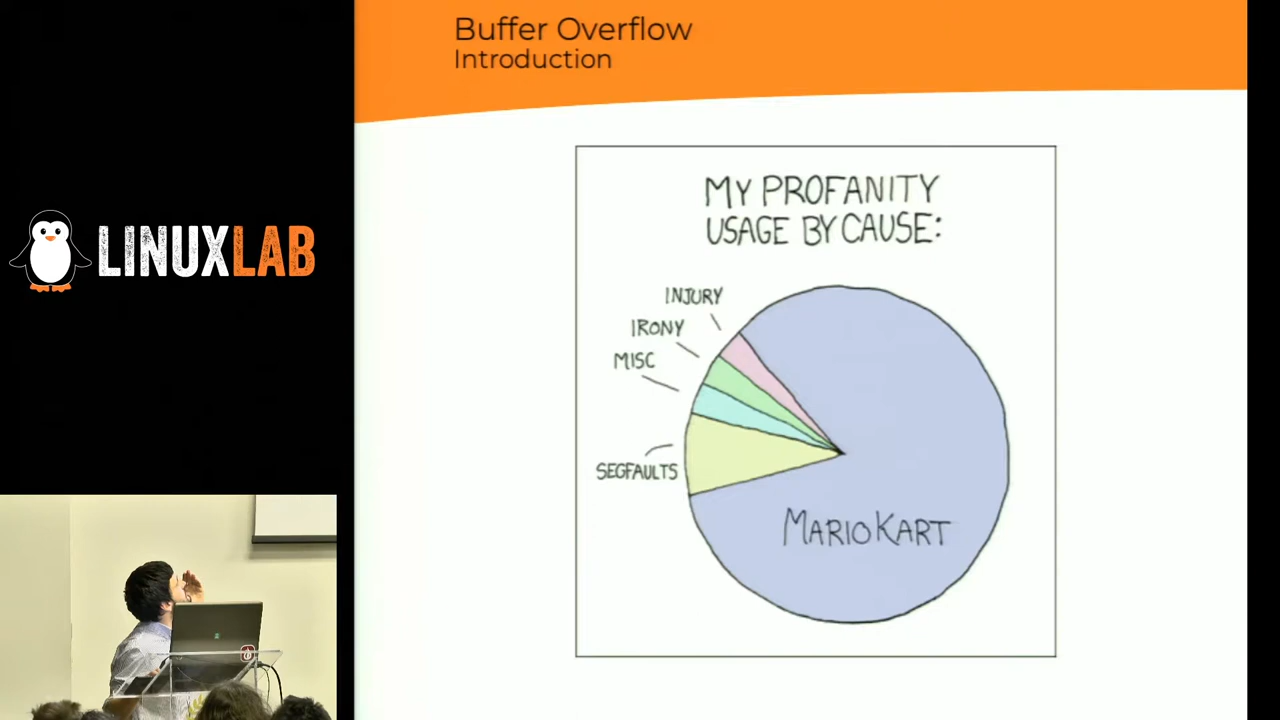 Buffer Overflow
Introduction
LINUXLAB
MY PROFANITY
USAGE BY CAUSE:
INJURY
IRONY
MISC
SEGFAULTS
MARIOKART